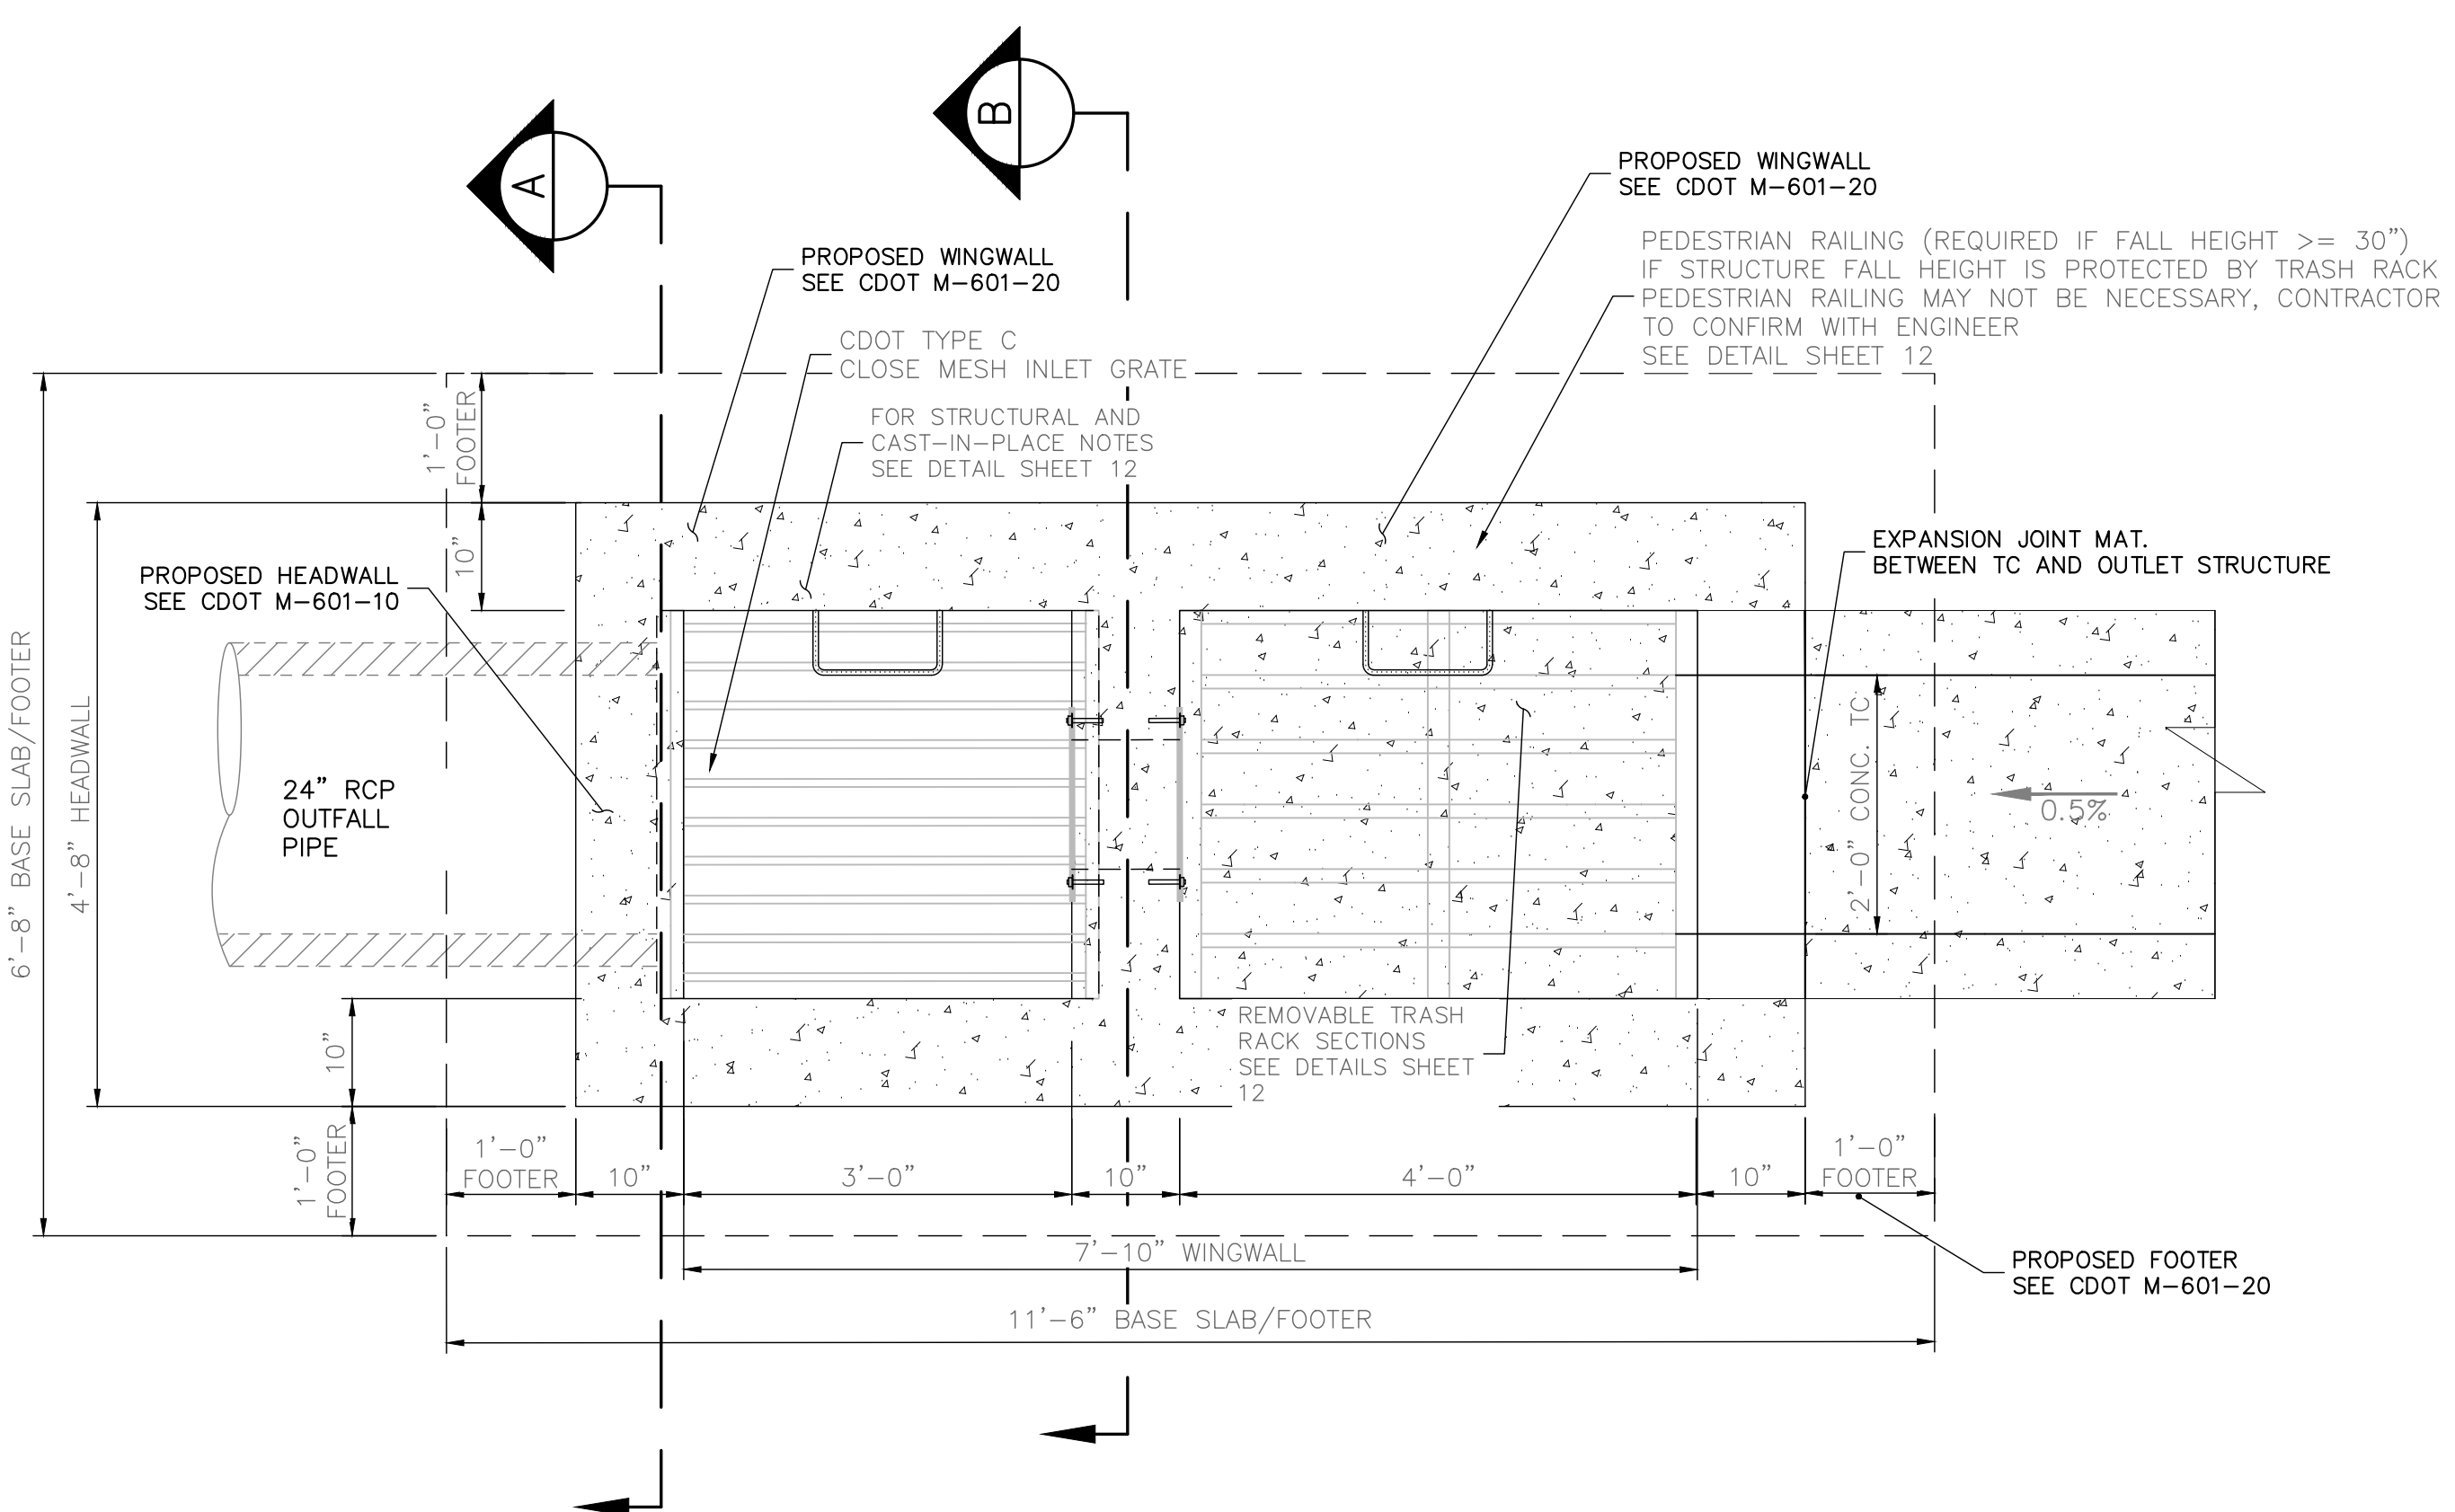 B
A
PROPOSED WINGWALL
SEE CDOT M-601-20
PEDESTRIAN RAILING (REQUIRED IF FALL HEIGHT >= 30")
IF STRUCTURE FALL HEIGHT IS PROTECTED BY TRASH RACK
PEDESTRIAN RAILING MAY NOT BE NECESSARY, CONTRACTOR
TO CONFIRM WITH ENGINEER
SEE DETAIL SHEET 12
PROPOSED WINGWALL
SEE CDOT M-601-20
CDOT TYPE C
CLOSE MESH INLET GRATE
FOR STRUCTURAL AND
CAST-IN-PLACE NOTES
SEE DETAIL SHEET 12
1'-0"
FOOTER
10"
EXPANSION JOINT MAT.
BETWEEN TC AND OUTLET STRUCTURE
PROPOSED HEADWALL
SEE CDOT M-601-10
6'-8" BASE SLAB/FOOTER
4'-8" HEADWALL
24" RCP
OUTFALL
PIPE
2'-0" CONC. TC
0.5%
REMOVABLE TRASH
RACK SECTIONS
SEE DETAILS SHEET
12
10"
1'-0"
FOOTER
1'-0"
FOOTER
10"
3'-0"
10"
4'-0"
10"
1'-0"
FOOTER
7'-10" WINGWALL
11'-6" BASE SLAB/FOOTER
PROPOSED FOOTER
SEE CDOT M-601-20